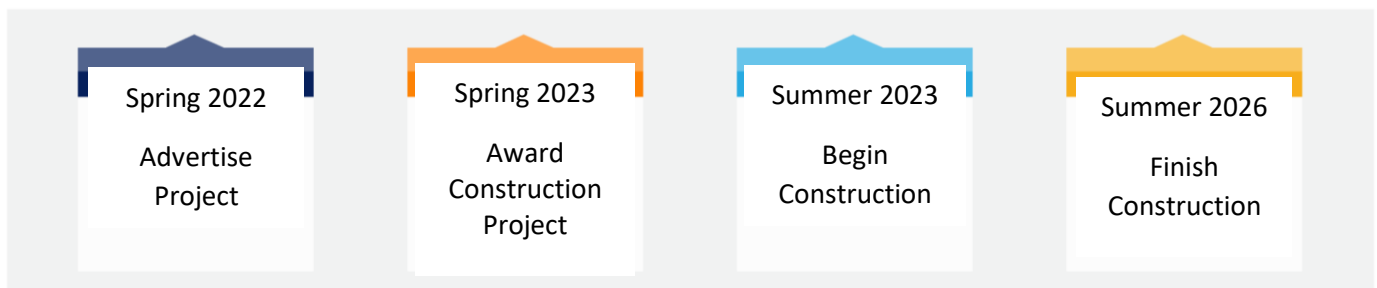 Spring 2022
Advertise
Project
Spring 2023
Award
Construction
Project
Summer 2023
Begin
Construction
Summer 2026
Finish
Construction